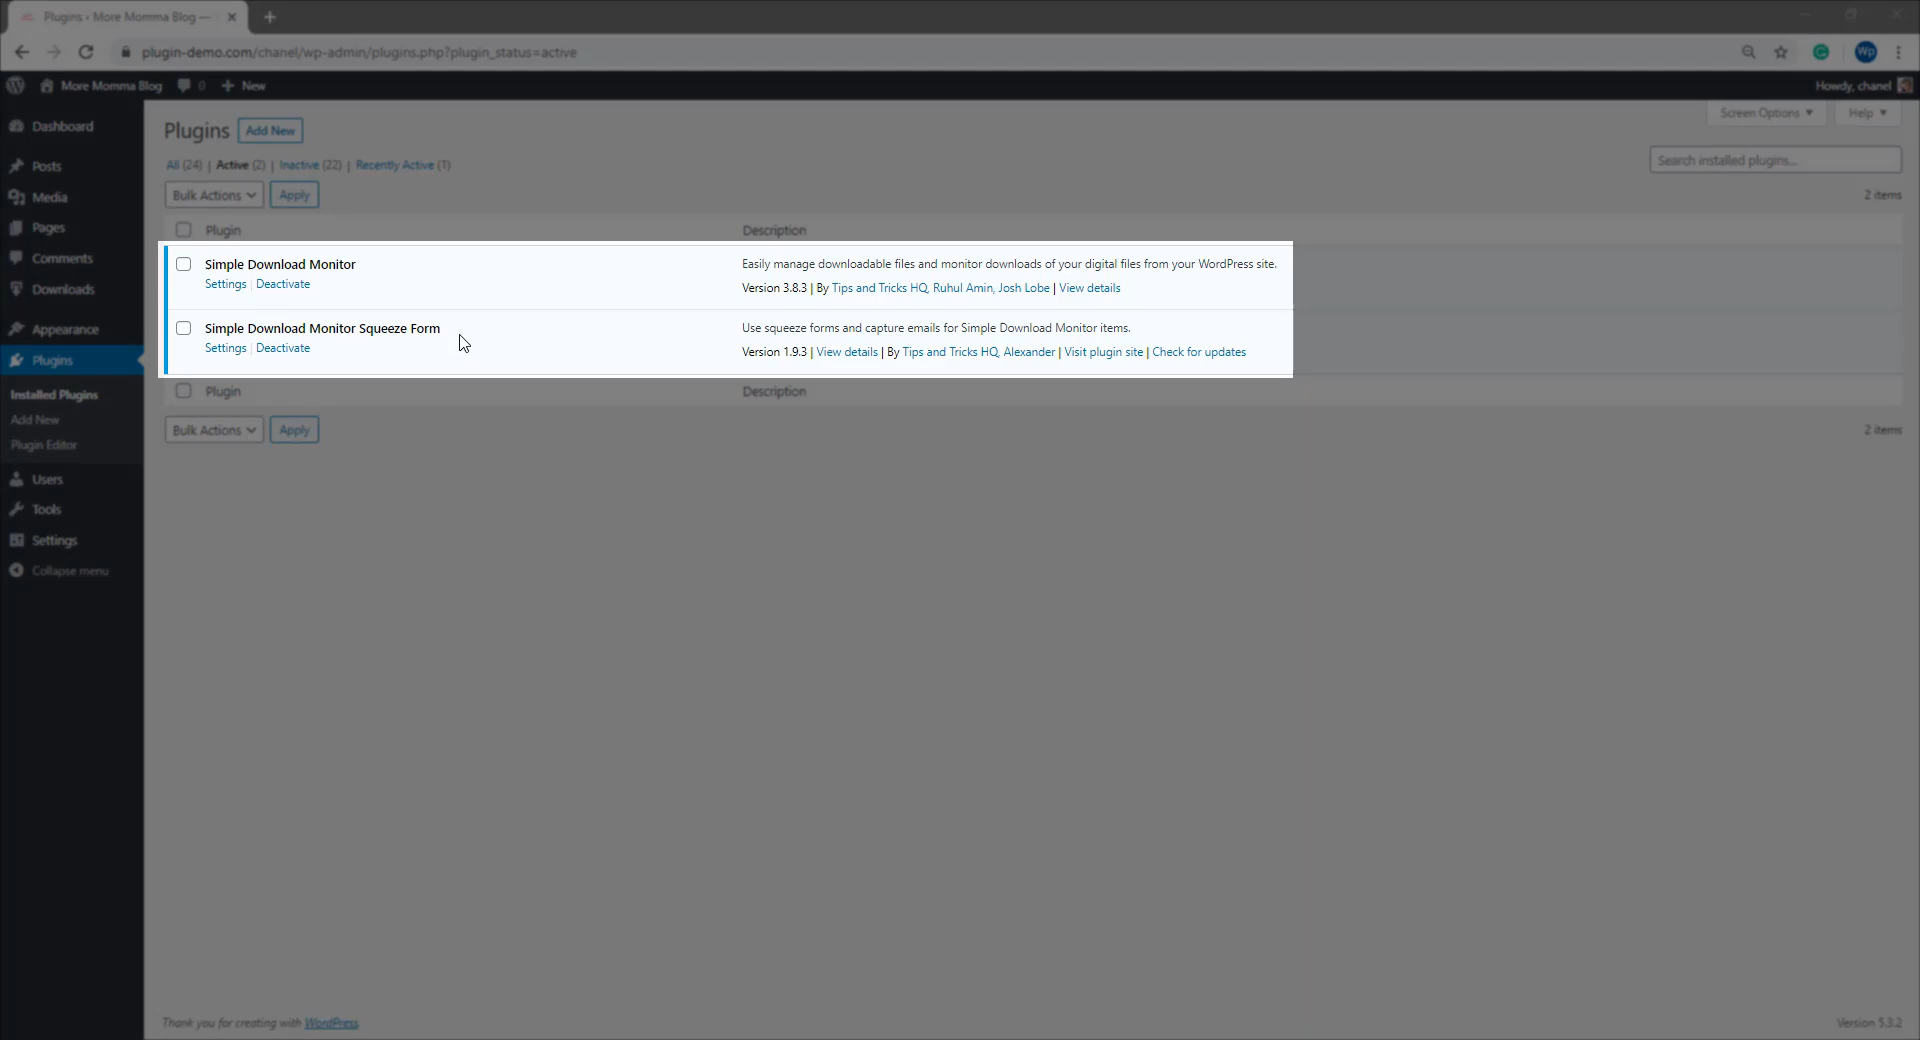 Plugins ‹ More Momma Blog —
plugin-demo.com/chanel/wp-admin/plugins.php?plugin_status=active
Wp
More Momma Blog 0 + New Howdy, chanel
Screen Options ▼ Help ▼
Plugins Add New
All (24) | Active (2) | Inactive (22) | Recently Active (1)
Search installed plugins...
Bulk Actions Apply 2 items
Plugin Description
Simple Download Monitor Easily manage downloadable files and monitor downloads of your digital files from your WordPress site.
Settings | Deactivate Version 3.8.3 | By Tips and Tricks HQ, Ruhul Amin, Josh Lobe | View details
Simple Download Monitor Squeeze Form Use squeeze forms and capture emails for Simple Download Monitor items.
Settings | Deactivate Version 1.9.3 | View details | By Tips and Tricks HQ, Alexander | Visit plugin site | Check for updates
Plugin Description
Bulk Actions Apply 2 items
Dashboard
Posts
Media
Pages
Comments
Downloads
Appearance
Plugins
Installed Plugins
Add New
Plugin Editor
Users
Tools
Settings
Collapse menu
Thank you for creating with WordPress. Version 5.3.2